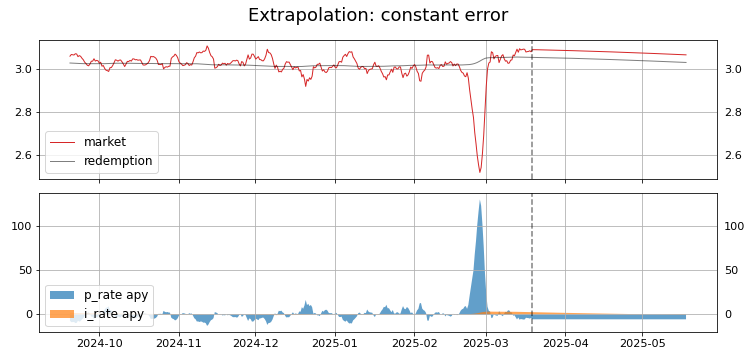 Extrapolation: constant error
3.0
2.8
2.6
3.0
2.8
2.6
market
redemption
100
50
0
100
50
0
p_rate apy
i_rate apy
2024-10 2024-11 2024-12 2025-01 2025-02 2025-03 2025-04 2025-05